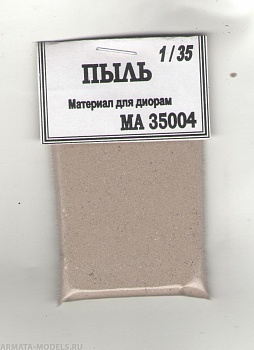 1/35
ПЫЛЬ
Материал для диорам
МА 35004
ARMATA-MODELS.RU